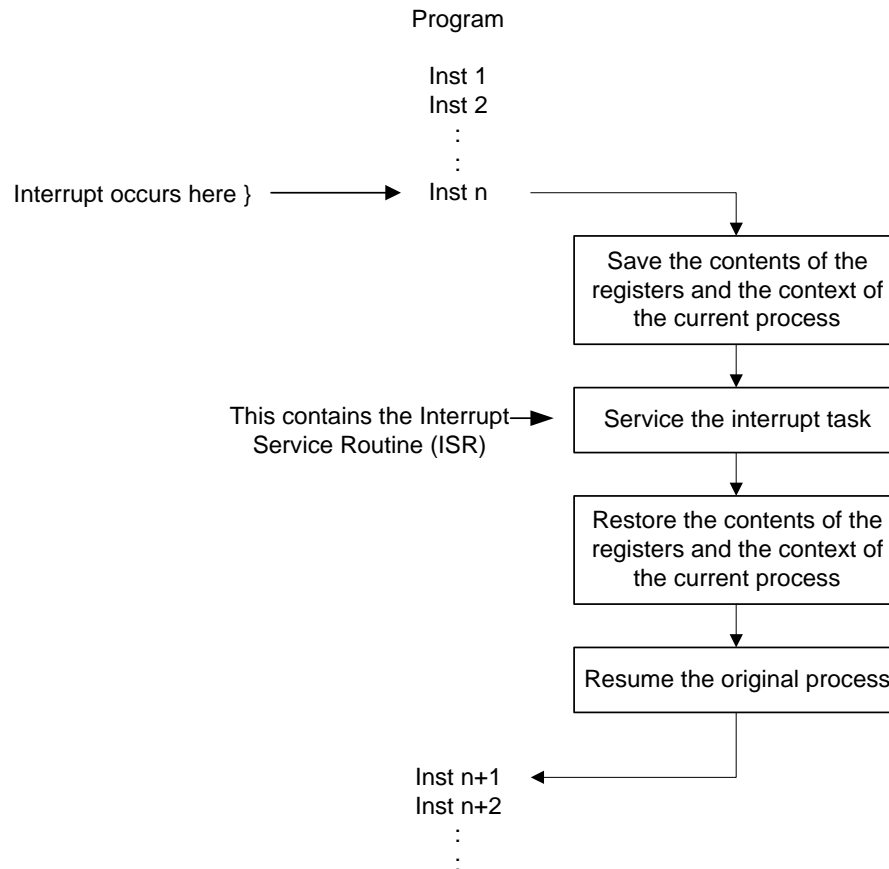 Program
Inst 1
Inst 2
:
:
Interrupt occurs here }
Inst n
Save the contents of the
registers and the context of
the current process
This contains the Interrupt
Service Routine (ISR)
Service the interrupt task
Restore the contents of the
registers and the context of
the current process
Resume the original process
Inst n+1
Inst n+2
:
: